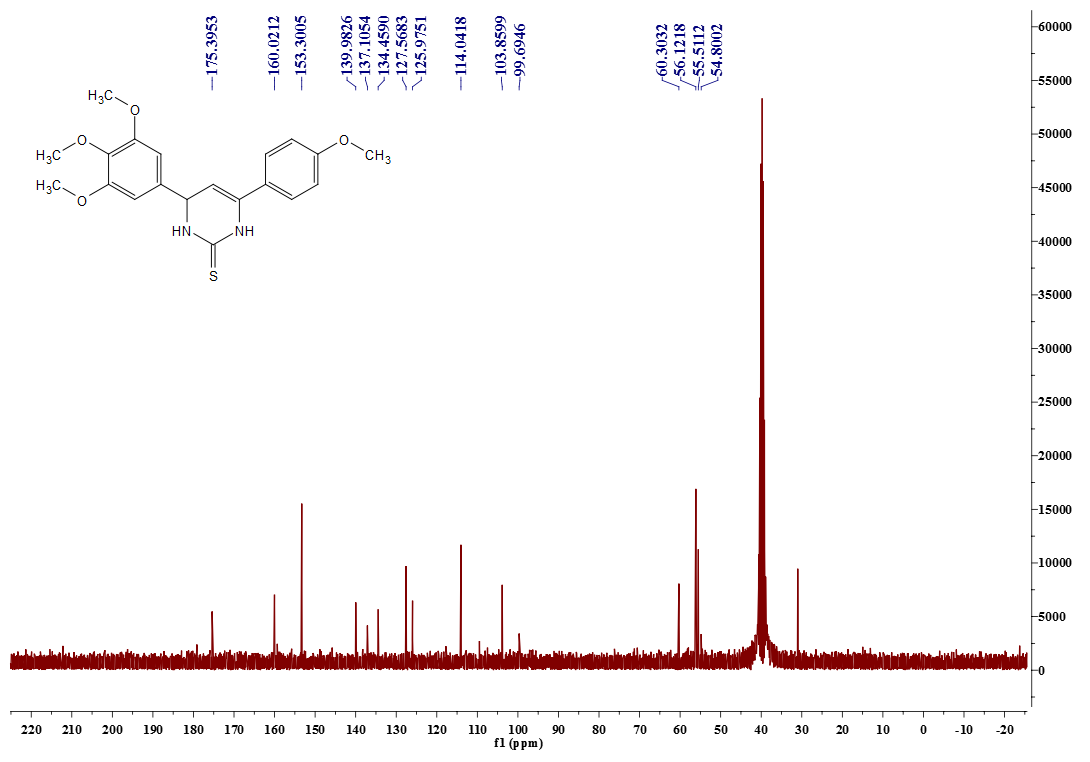 175.3953
160.0212
153.3005
139.9826
137.1054
134.4590
127.5683
125.9751
114.0418
103.8599
99.6946
60.3032
56.1218
55.5112
54.8002
H₃C
O
H₃C
O
H₃C
O
O
CH₃
HN
NH
S
60000
55000
50000
45000
40000
35000
30000
25000
20000
15000
10000
5000
0
220 210 200 190 180 170 160 150 140 130 120 110 100 90 80 70 60 50 40 30 20 10 0 -10 -20
f1 (ppm)